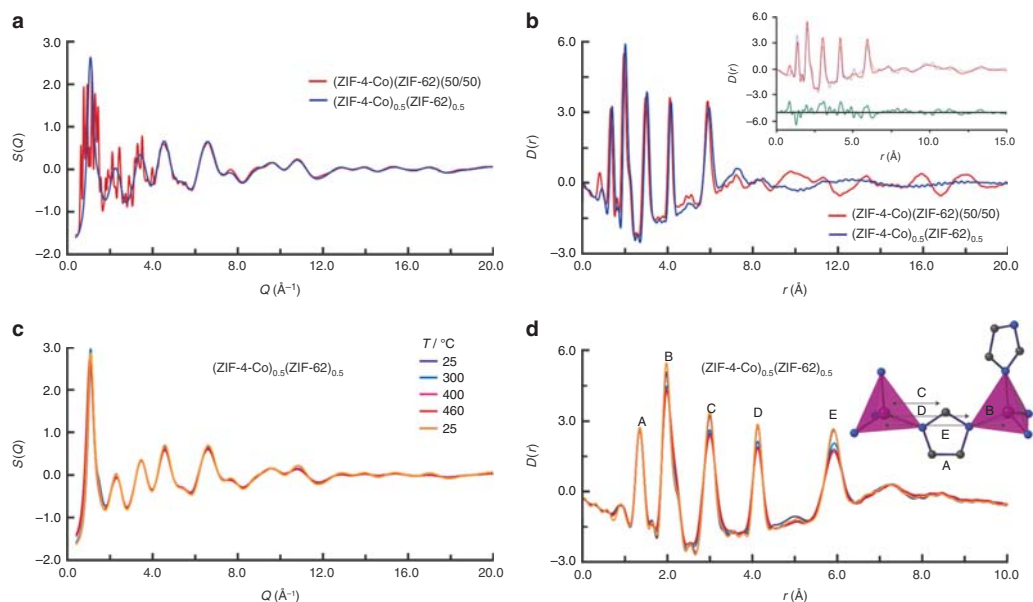 a
3.0
2.0
1.0
0.0
−1.0
−2.0
S(Q)
(ZIF-4-Co)(ZIF-62)(50/50)
(ZIF-4-Co)0.5(ZIF-62)0.5
0.0 4.0 8.0 12.0 16.0 20.0
Q (Å−1)
b
6.0
3.0
0.0
−3.0
D(r)
6.0
3.0
0.0
−3.0
−6.0
D(r)
0.0 5.0 10.0 15.0
r (Å)
(ZIF-4-Co)(ZIF-62)(50/50)
(ZIF-4-Co)0.5(ZIF-62)0.5
0.0 4.0 8.0 12.0 16.0 20.0
r (Å)
c
3.0
2.0
1.0
0.0
−1.0
−2.0
S(Q)
(ZIF-4-Co)0.5(ZIF-62)0.5
T / °C
25
300
400
460
25
0.0 4.0 8.0 12.0 16.0 20.0
Q (Å−1)
d
6.0
3.0
0.0
−3.0
D(r)
A
B
C
D
E
(ZIF-4-Co)0.5(ZIF-62)0.5
C
D
B
E
A
0.0 2.0 4.0 6.0 8.0 10.0
r (Å)